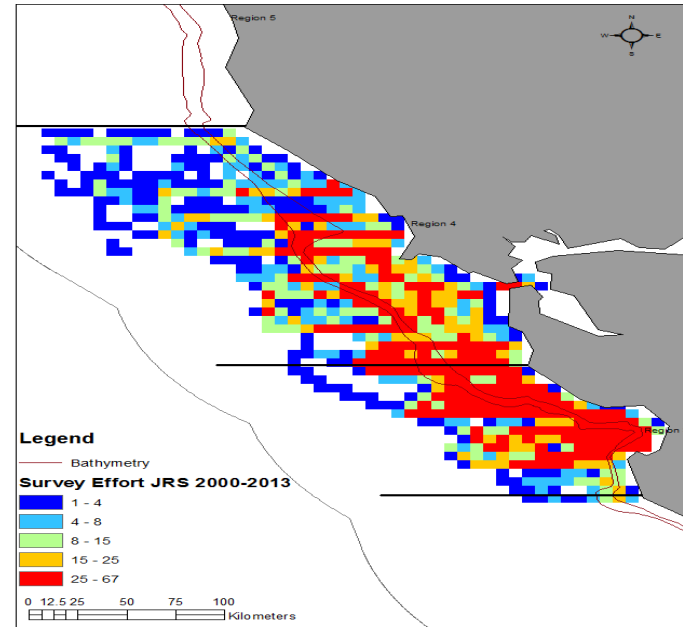 Region 5
N
W E
S
Region 4
Region
Legend
Bathymetry
Survey Effort JRS 2000-2013
1 - 4
4 - 8
8 - 15
15 - 25
25 - 67
0 12.5 25 50 75 100
Kilometers